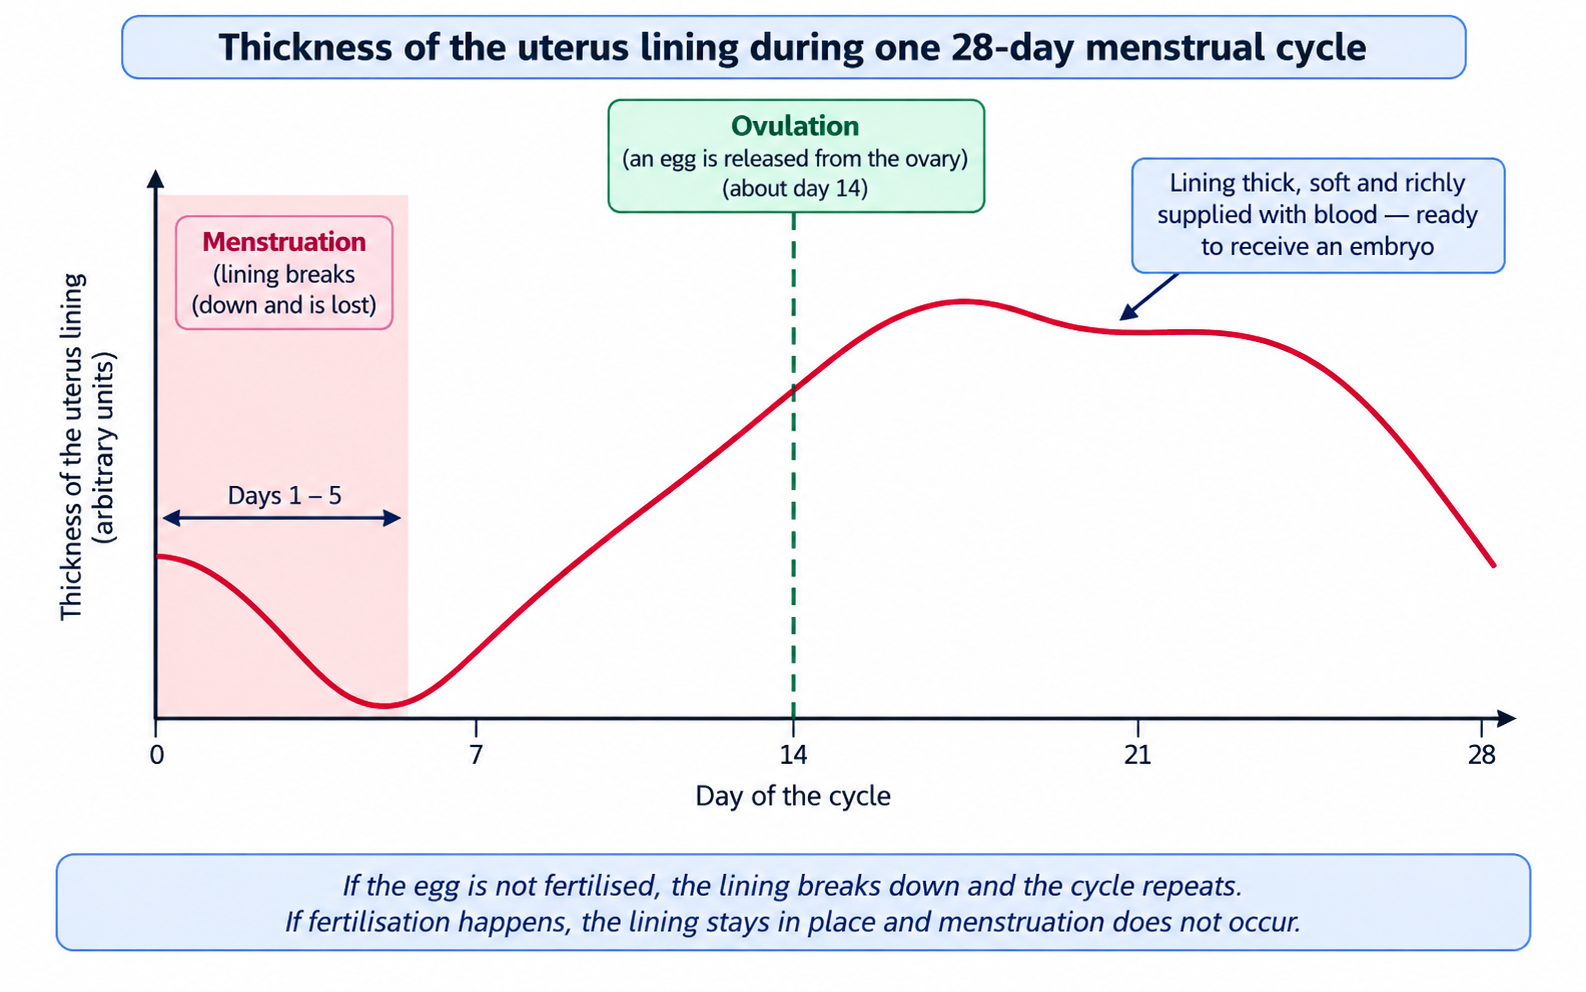 Thickness of the uterus lining during one 28-day menstrual cycle
Ovulation
(an egg is released from the ovary)
(about day 14)
Lining thick, soft and richly
supplied with blood — ready
to receive an embryo
Menstruation
(lining breaks
(down and is lost)
Thickness of the uterus lining
(arbitrary units)
Days 1 – 5
0
7
14
21
28
Day of the cycle
If the egg is not fertilised, the lining breaks down and the cycle repeats.
If fertilisation happens, the lining stays in place and menstruation does not occur.